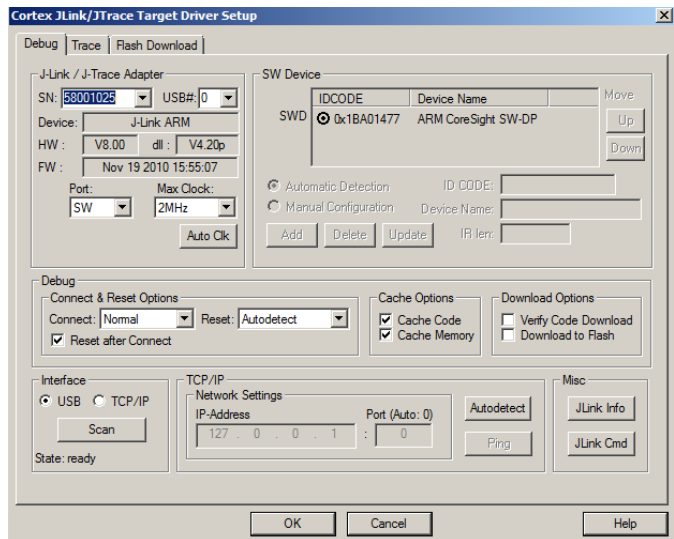 Cortex JLink/JTrace Target Driver Setup
Debug Trace Flash Download
J-Link / J-Trace Adapter
SN: 58001025 USB#: 0
Device: J-Link ARM
HW : V8.00 dll : V4.20p
FW : Nov 19 2010 15:55:07
Port: Max Clock:
SW 2MHz
Auto Clk
SW Device
IDCODE Device Name Move
SWD 0x1BA01477 ARM CoreSight SW-DP Up
Down
Automatic Detection ID CODE:
Manual Configuration Device Name:
Add Delete Update IR len:
Debug
Connect & Reset Options
Connect: Normal Reset: Autodetect
Reset after Connect
Cache Options
Cache Code
Cache Memory
Download Options
Verify Code Download
Download to Flash
Interface
USB TCP/IP
Scan
State: ready
TCP/IP
Network Settings
IP-Address Port (Auto: 0)
127 . 0 . 0 . 1 : 0
Autodetect
Ping
Misc
JLink Info
JLink Cmd
OK Cancel Help